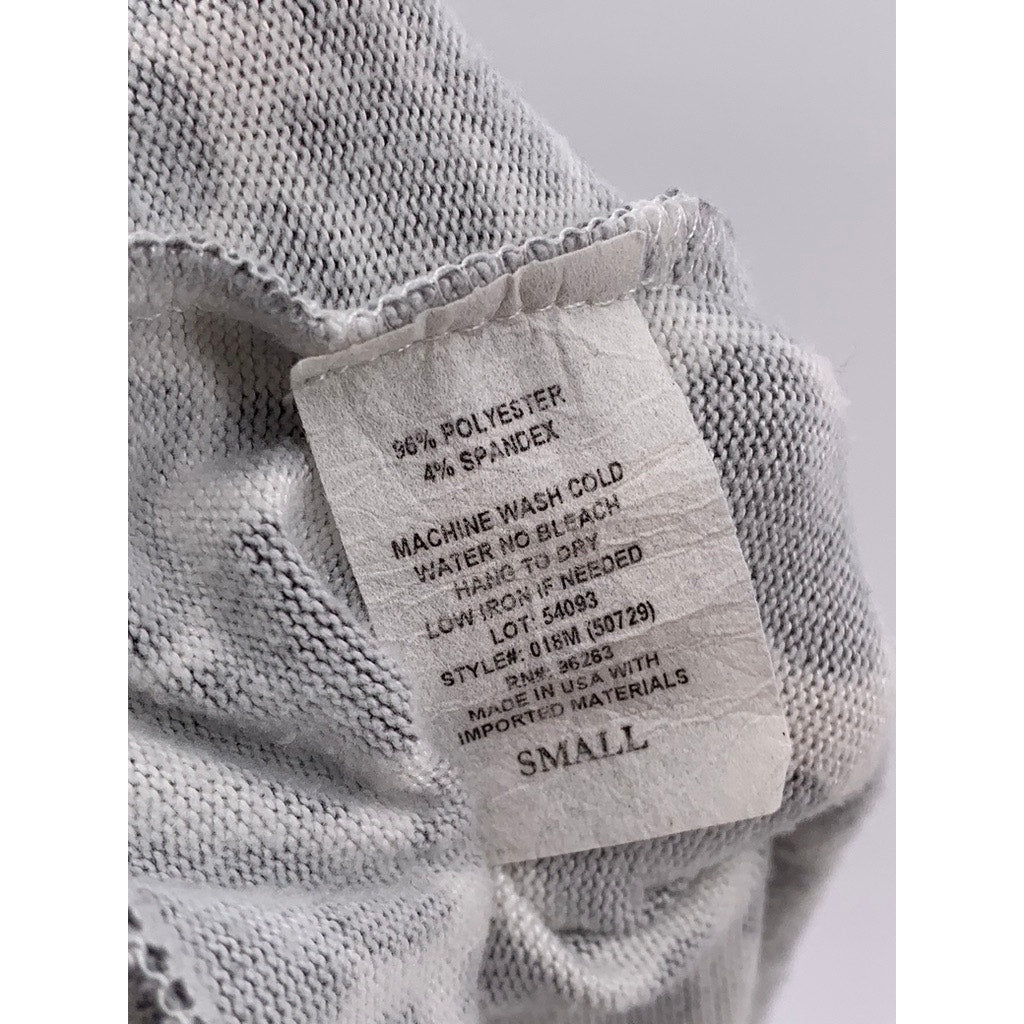 96% POLYESTER
4% SPANDEX
MACHINE WASH COLD
WATER NO BLEACH
HANG TO DRY
LOW IRON IF NEEDED
LOT: 54093
STYLE#: 018M (50729)
RN#: 96263
MADE IN USA WITH
IMPORTED MATERIALS
SMALL